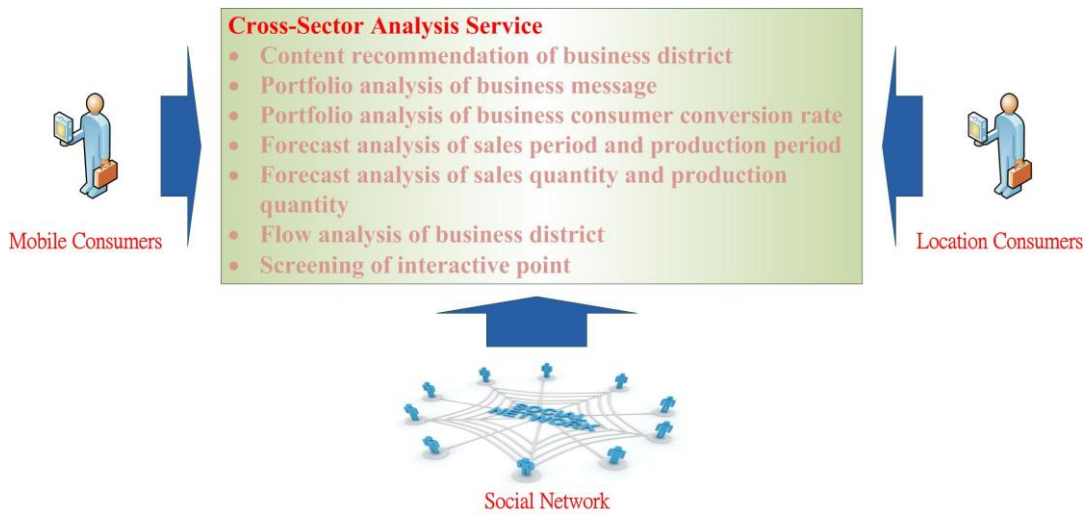 Cross-Sector Analysis Service
• Content recommendation of business district
• Portfolio analysis of business message
• Portfolio analysis of business consumer conversion rate
• Forecast analysis of sales period and production period
• Forecast analysis of sales quantity and production
quantity
• Flow analysis of business district
• Screening of interactive point
Mobile Consumers
Location Consumers
SOCIAL
NETWORK
Social Network